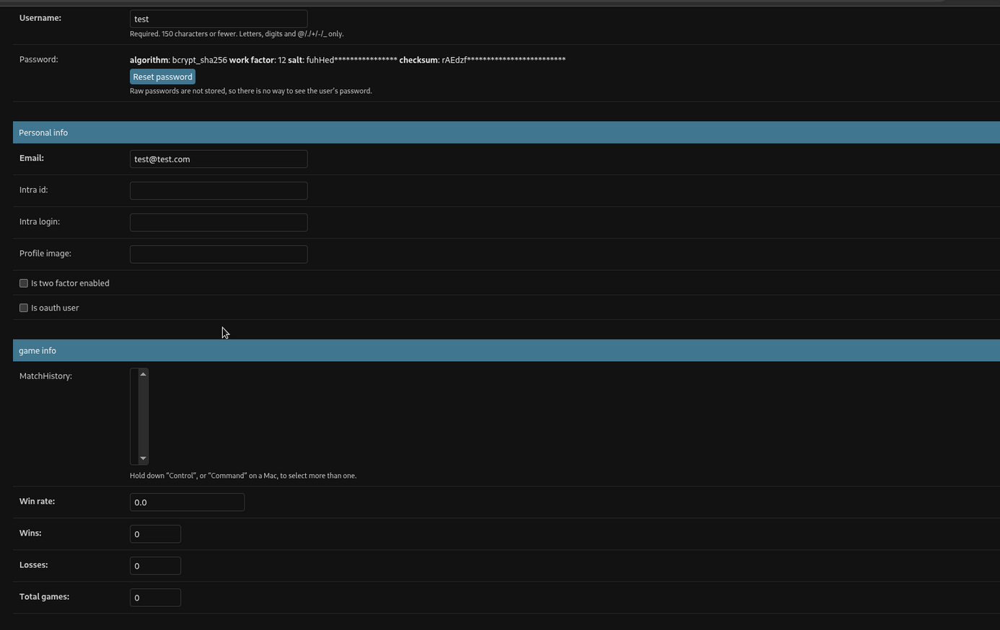 Username:
test
Required. 150 characters or fewer. Letters, digits and @/./+/-/_ only.
Password:
algorithm: bcrypt_sha256 work factor: 12 salt: fuhHed**************** checksum: rAEdzf*************************
Reset password
Raw passwords are not stored, so there is no way to see the user’s password.
Personal info
Email:
test@test.com
Intra id:
Intra login:
Profile image:
Is two factor enabled
Is oauth user
game info
MatchHistory:
Hold down “Control”, or “Command” on a Mac, to select more than one.
Win rate:
0.0
Wins:
0
Losses:
0
Total games:
0